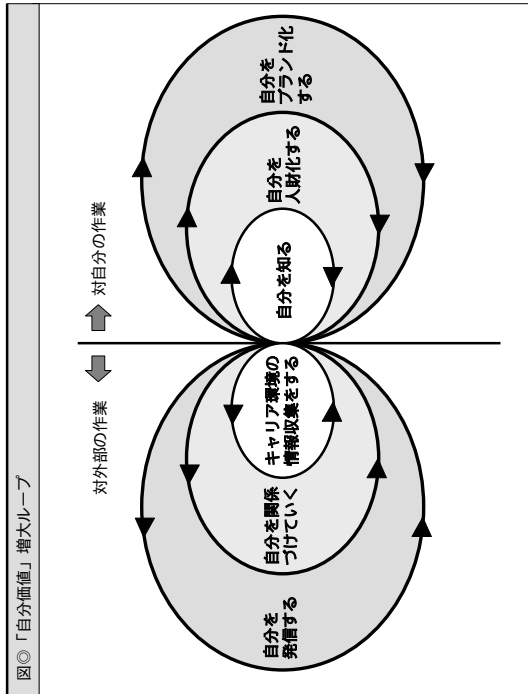 図◎「自分価値」増大ループ
対外部の作業
対自分の作業
自分を
発信する
自分を関係
づけていく
キャリア環境の
情報収集をする
自分を知る
自分を
人財化する
自分を
ブランド化
する